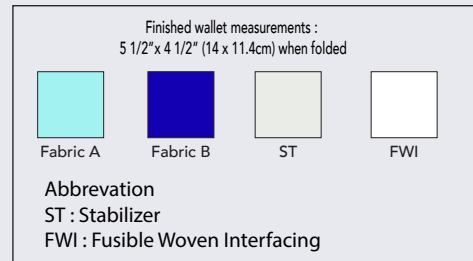 Finished wallet measurements :
5 1/2"x 4 1/2" (14 x 11.4cm) when folded
Fabric A Fabric B ST FWI
Abbrevation
ST : Stabilizer
FWI : Fusible Woven Interfacing